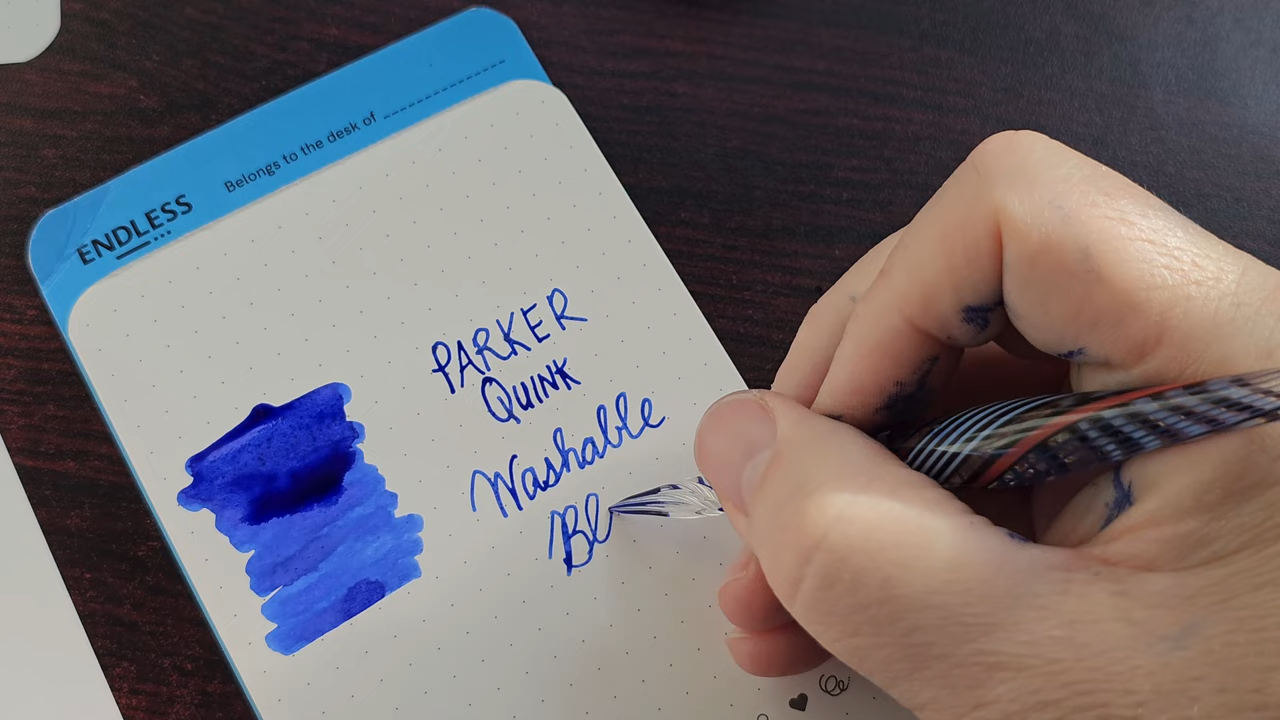 Belongs to the desk of
ENDLESS
PARKER
QUINK
Washable
Bl